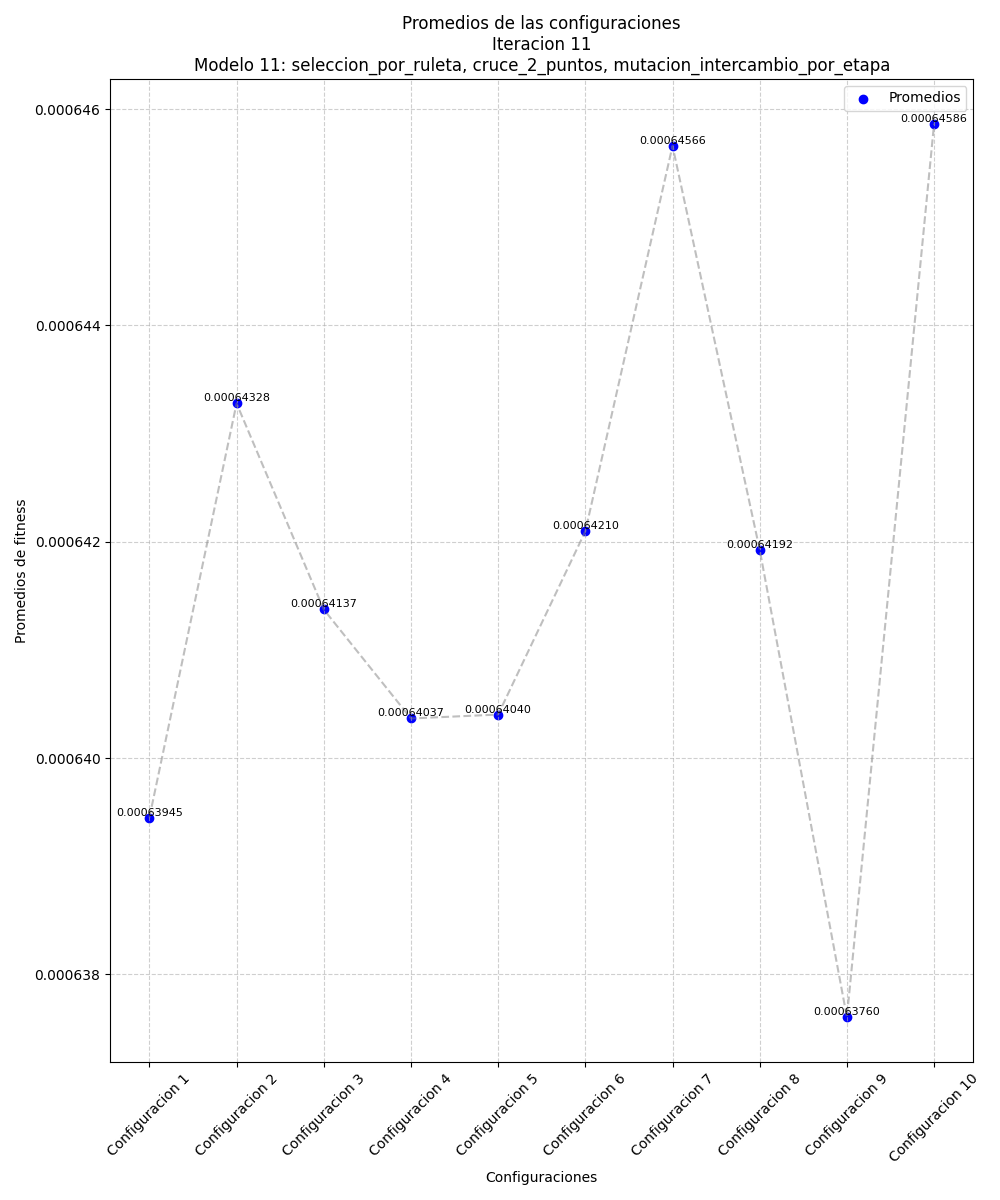 Promedios de las configuraciones
Iteracion 11
Modelo 11: seleccion_por_ruleta, cruce_2_puntos, mutacion_intercambio_por_etapa
Promedios
0.000646
0.000644
0.000642
0.000640
0.000638
Promedios de fitness
0.00063945
0.00064328
0.00064137
0.00064037
0.00064040
0.00064210
0.00064566
0.00064192
0.00063760
0.00064586
Configuracion 1
Configuracion 2
Configuracion 3
Configuracion 4
Configuracion 5
Configuracion 6
Configuracion 7
Configuracion 8
Configuracion 9
Configuracion 10
Configuraciones